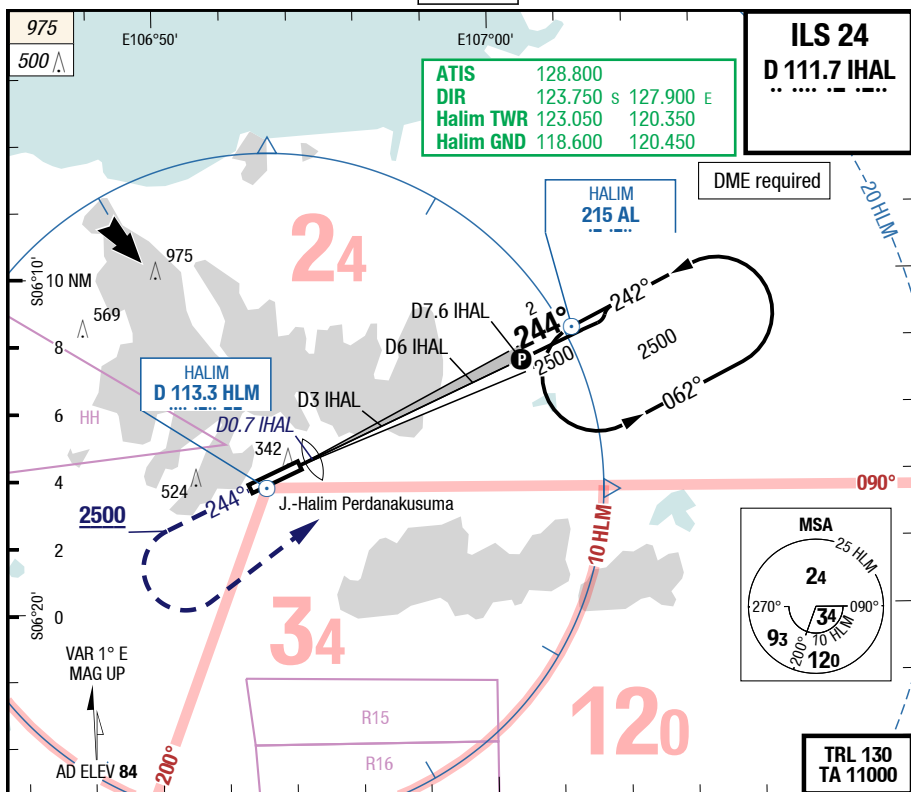 975
500
E106°50'
E107°00'
ILS 24
D 111.7 IHAL
ATIS 128.800
DIR 123.750 S 127.900 E
Halim TWR 123.050 120.350
Halim GND 118.600 120.450
DME required
20 HLM
HALIM
215 AL
24
975
S06°10'
10 NM
569
8
6
4
2
0
S06°20'
D7.6 IHAL
2
244°
242°
D6 IHAL
P
2500
2500
062°
HALIM
D 113.3 HLM
HH
D3 IHAL
D0.7 IHAL
342
524
244°
J.-Halim Perdanakusuma
090°
2500
10 HLM
MSA
25 HLM
24
270°
090°
34
10 HLM
93
200°
120
34
VAR 1° E
MAG UP
AD ELEV 84
200°
R15
R16
120
TRL 130
TA 11000